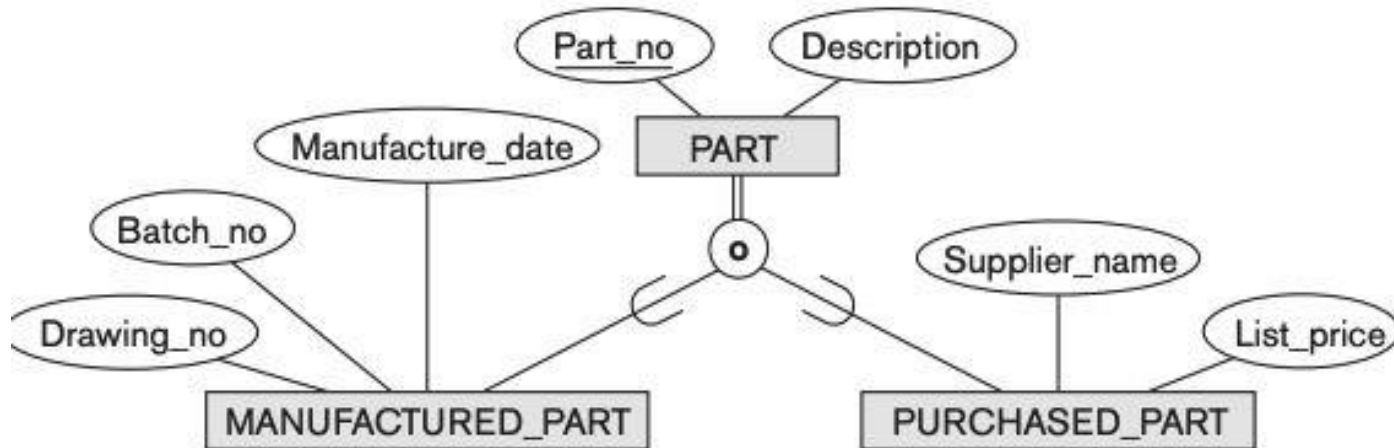 Part_no
Description
Manufacture_date
PART
Batch_no
o
Supplier_name
Drawing_no
List_price
MANUFACTURED_PART
PURCHASED_PART